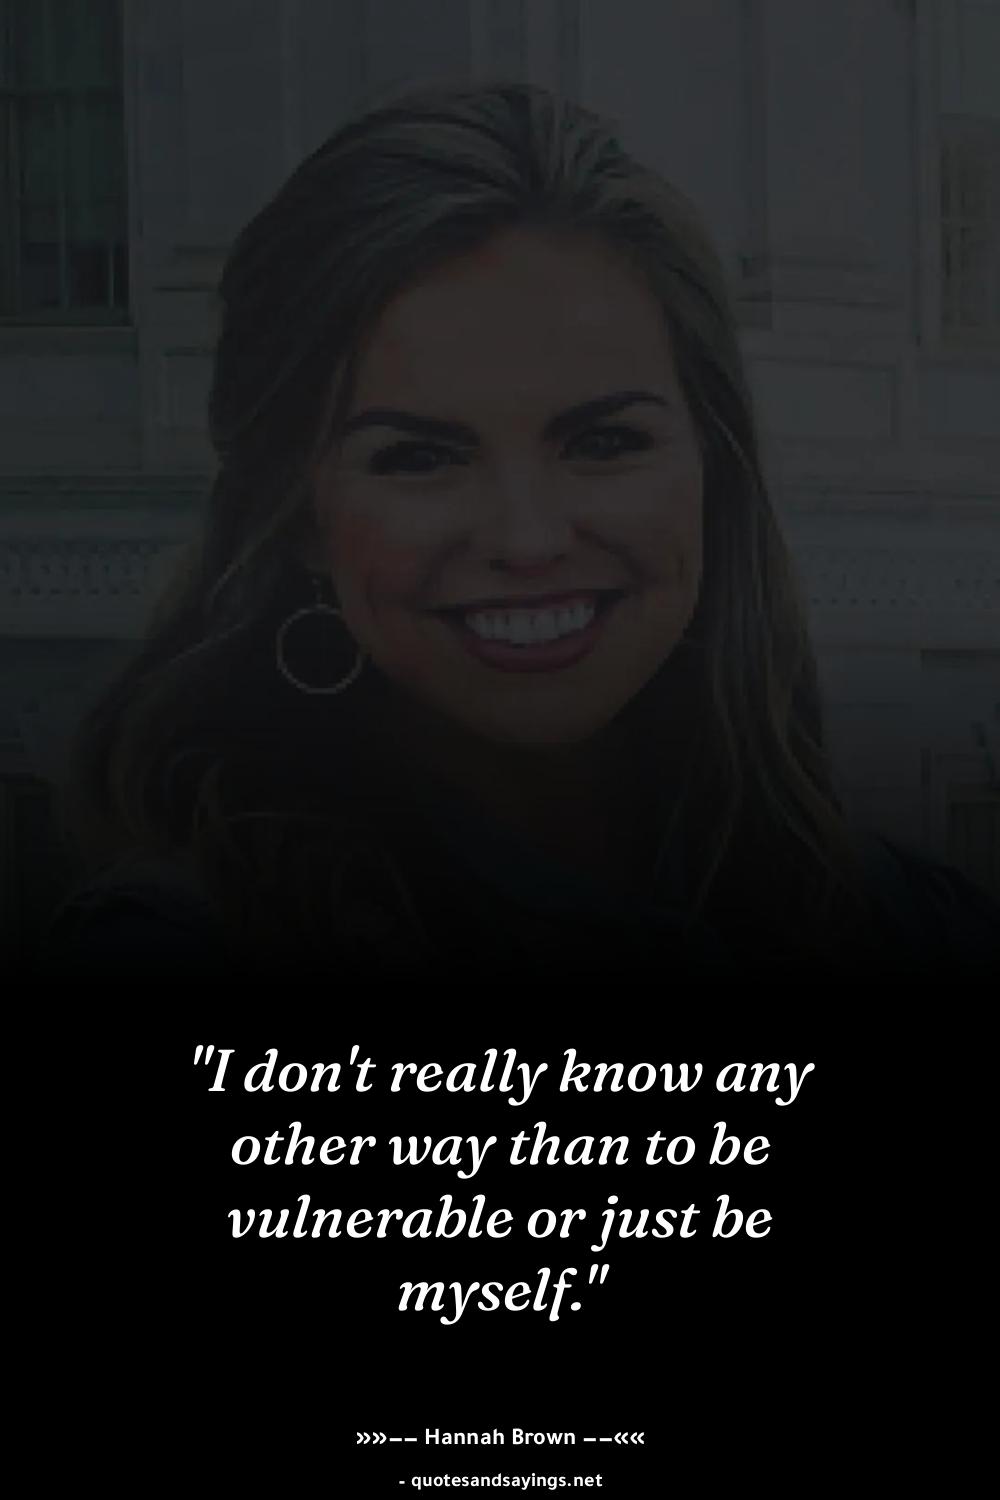 "I don't really know any
other way than to be
vulnerable or just be
myself."
»»–– Hannah Brown ––««
- quotesandsayings.net